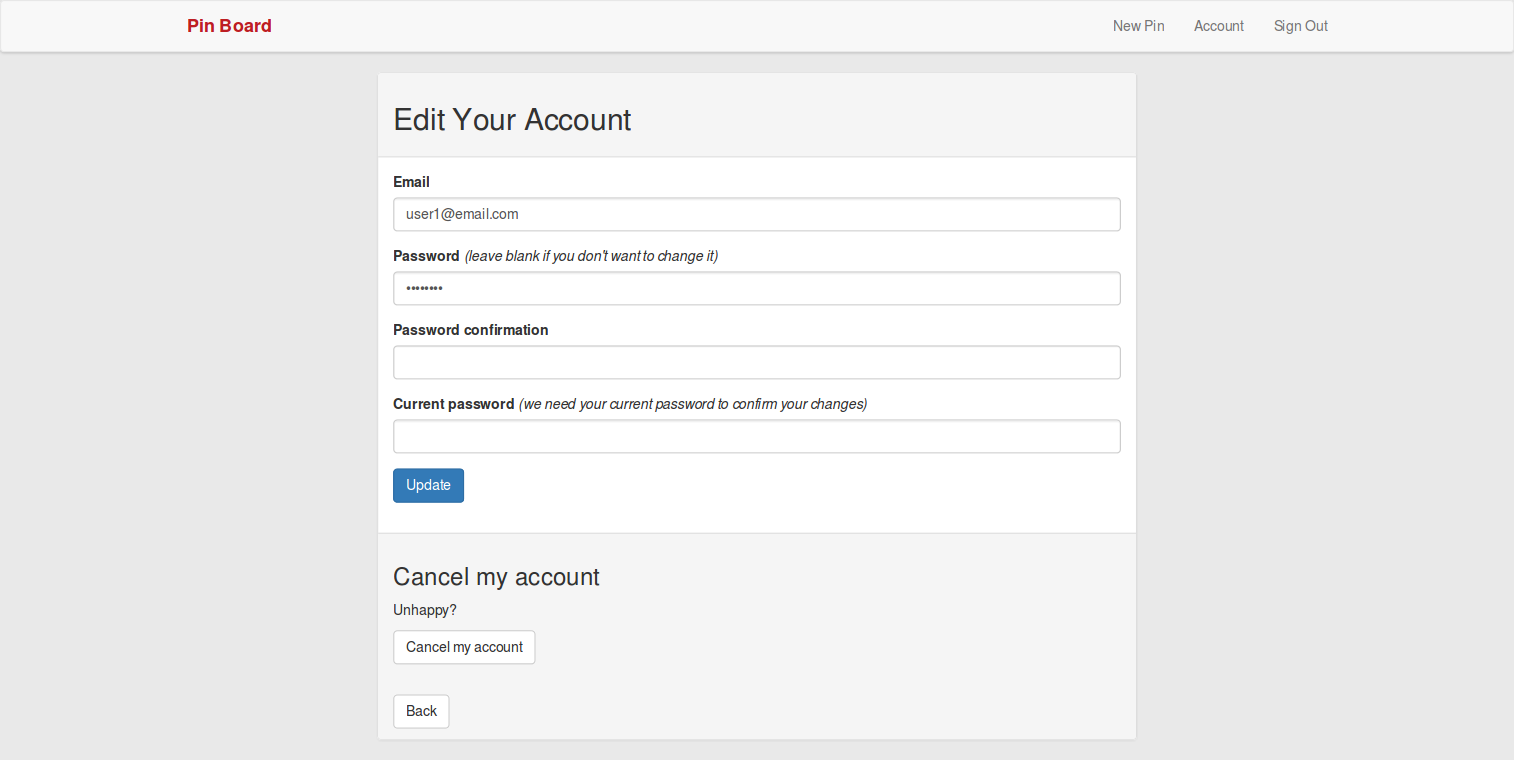 Pin Board New Pin Account Sign Out
Edit Your Account
Email
user1@email.com
Password (leave blank if you don't want to change it)
••••••••
Password confirmation
Current password (we need your current password to confirm your changes)
Update
Cancel my account
Unhappy?
Cancel my account
Back